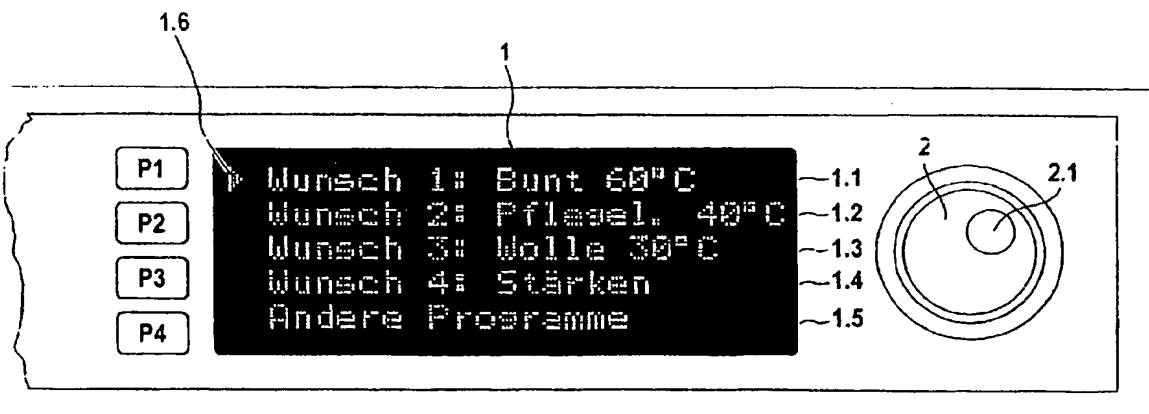 1.6
1
P1
P2
P3
P4
Wunsch 1: Bunt 60°C
Wunsch 2: Pflegel. 40°C
Wunsch 3: Wolle 30°C
Wunsch 4: Stärken
Andere Programme
1.1
1.2
1.3
1.4
1.5
2
2.1